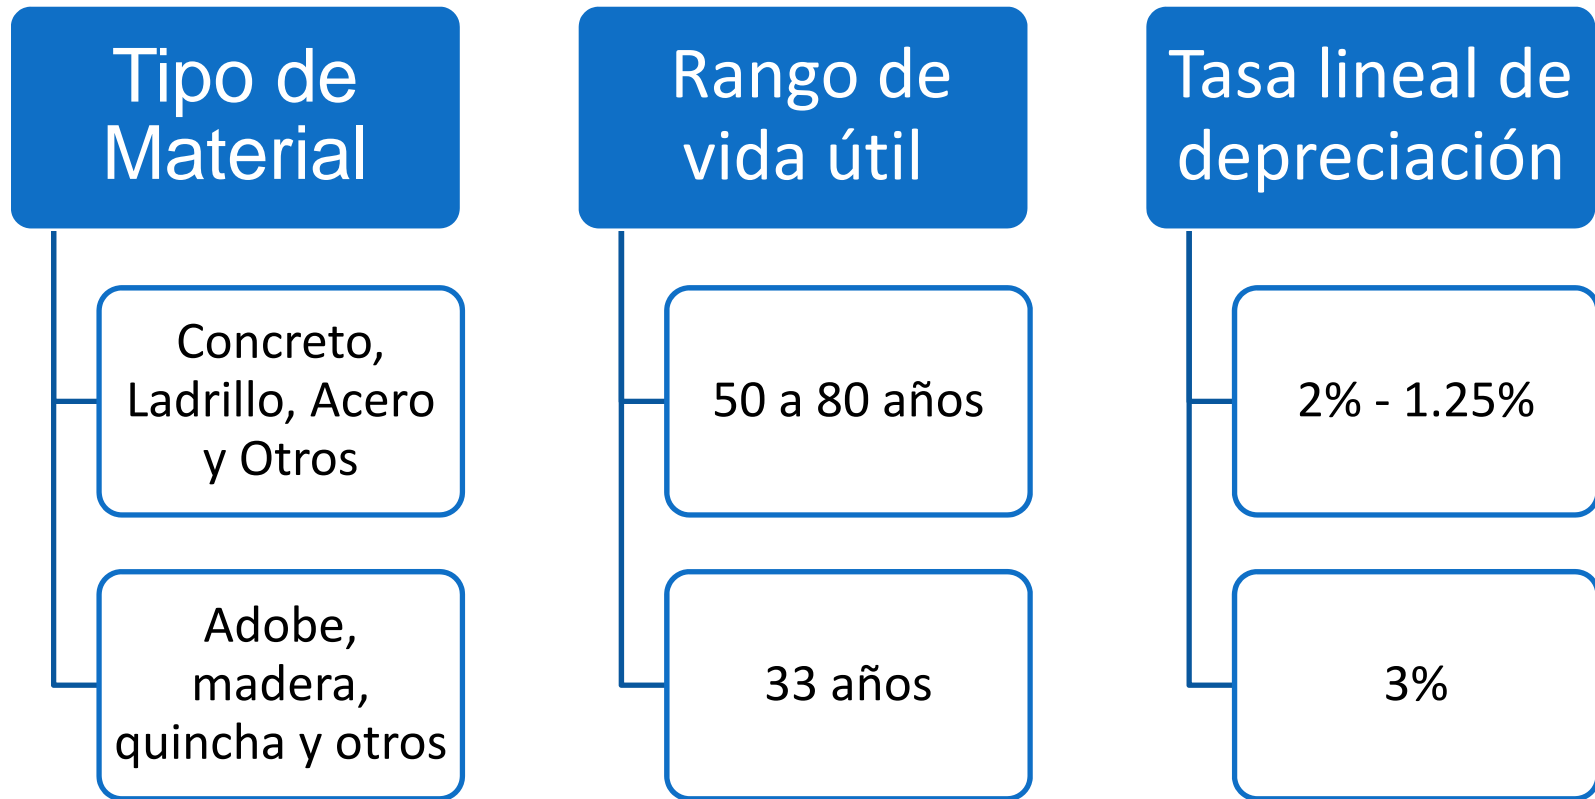 Tipo de
Material
Concreto,
Ladrillo, Acero
y Otros
Adobe,
madera,
quincha y otros
Rango de
vida útil
50 a 80 años
33 años
Tasa lineal de
depreciación
2% - 1.25%
3%